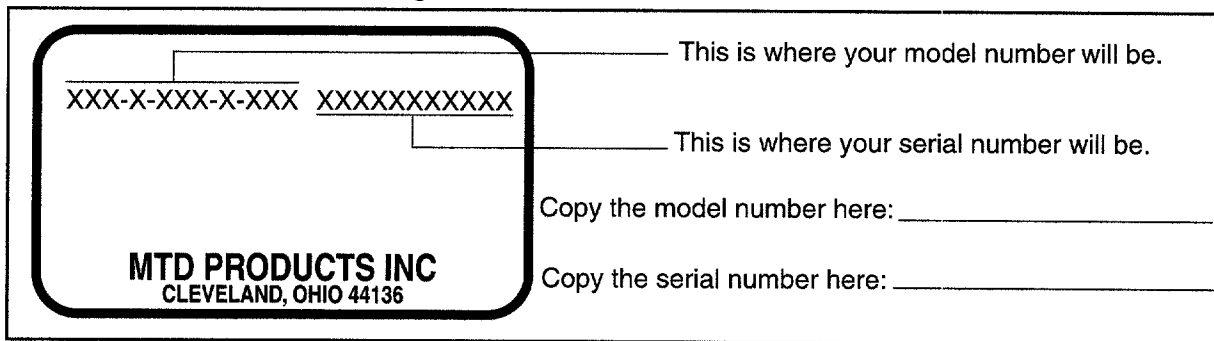 This is where your model number will be.
XXX-X-XXX-X-XXX XXXXXXXXXXX
This is where your serial number will be.
Copy the model number here:
MTD PRODUCTS INC
Copy the serial number here:
CLEVELAND, OHIO 44136